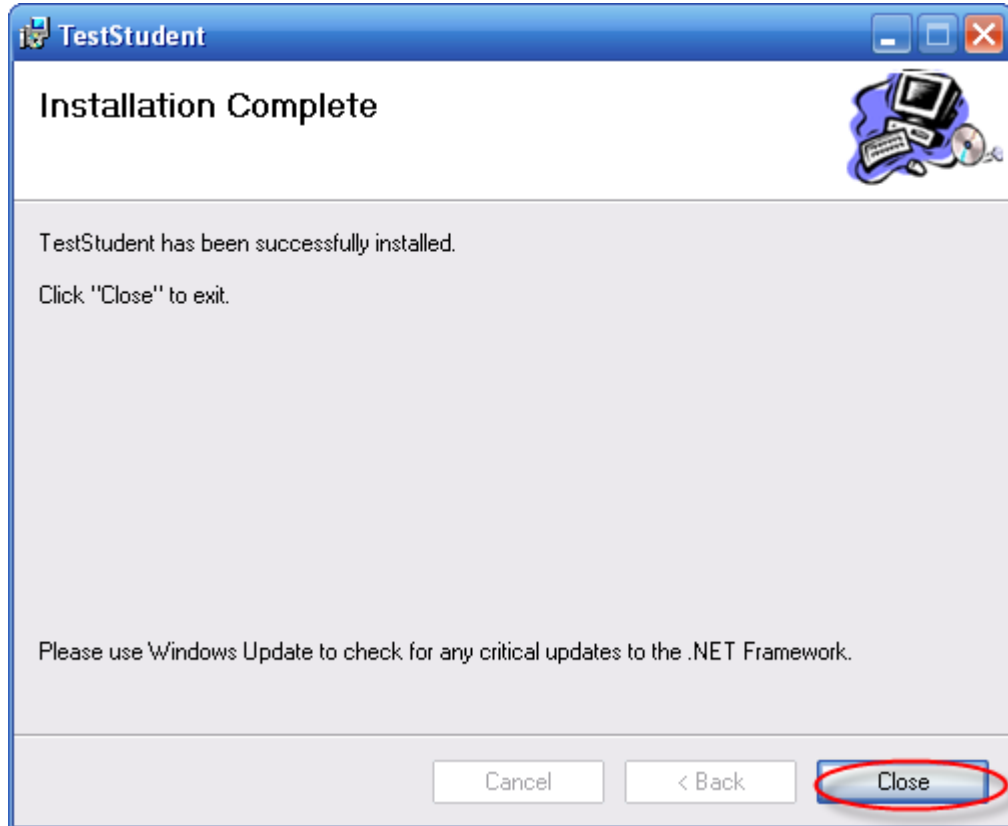 TestStudent
Installation Complete
TestStudent has been successfully installed.
Click "Close" to exit.
Please use Windows Update to check for any critical updates to the .NET Framework.
Cancel
< Back
Close